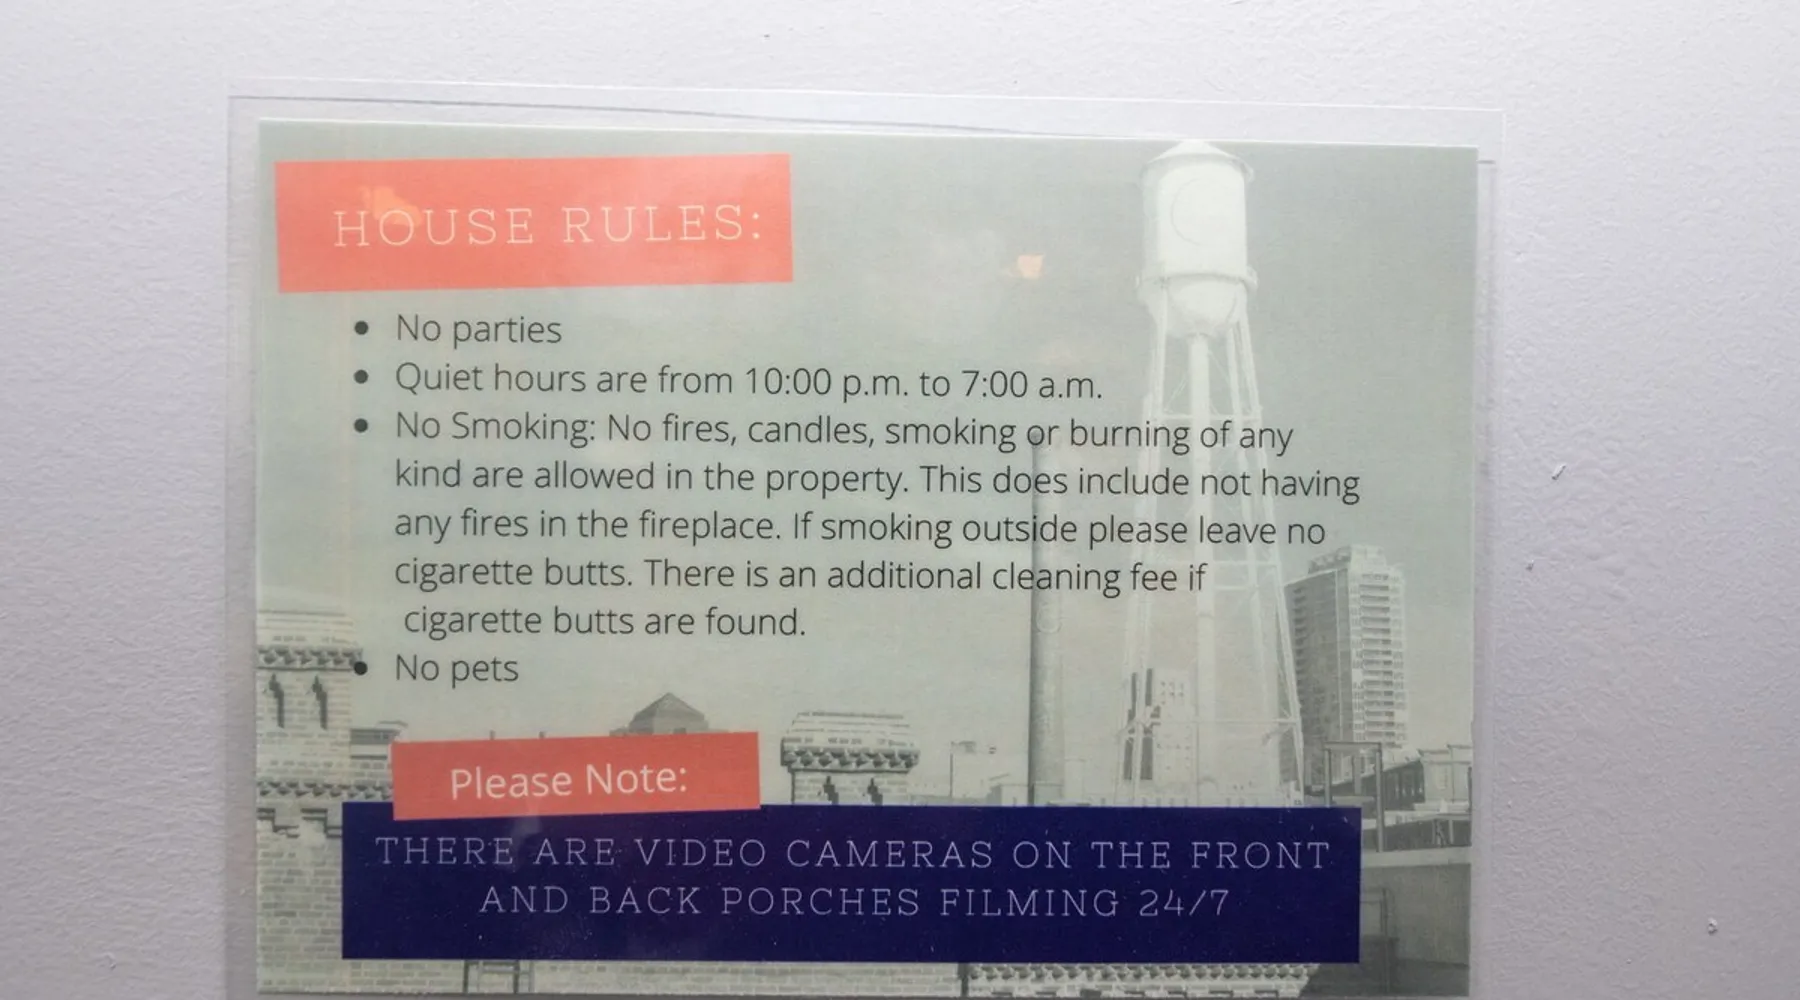 HOUSE RULES:
• No parties
• Quiet hours are from 10:00 p.m. to 7:00 a.m.
• No Smoking: No fires, candles, smoking or burning of any
kind are allowed in the property. This does include not having
any fires in the fireplace. If smoking outside please leave no
cigarette butts. There is an additional cleaning fee if
cigarette butts are found.
• No pets
Please Note:
THERE ARE VIDEO CAMERAS ON THE FRONT
AND BACK PORCHES FILMING 24/7